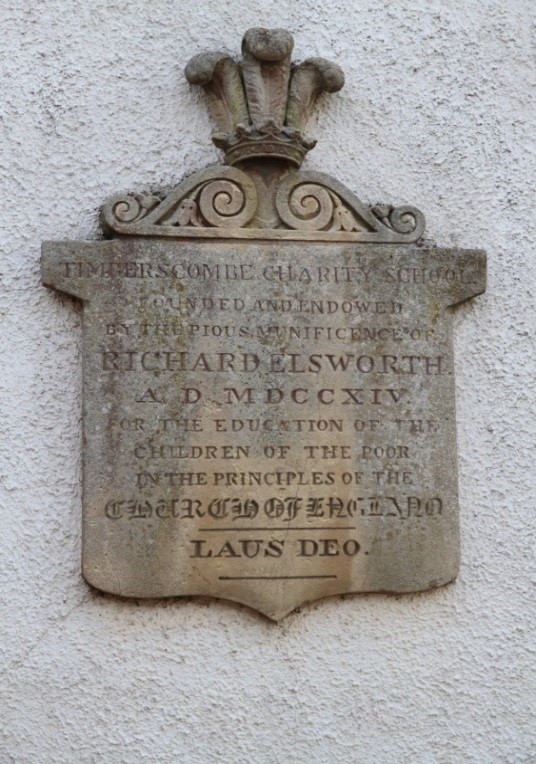 TIMBERSCOMBE CHARITY SCHOOL.
FOUNDED AND ENDOWED
BY THE PIOUS MUNIFICENCE OF
RICHARD ELSWORTH.
A. D. MDCCXIV.
FOR THE EDUCATION OF THE
CHILDREN OF THE POOR
IN THE PRINCIPLES OF THE
CHURCH OF ENGLAND
LAUS DEO.